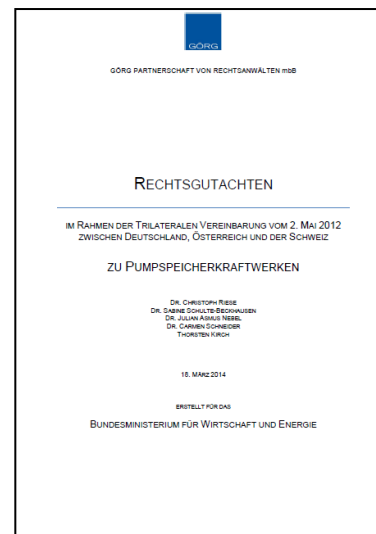 GÖRG
GÖRG PARTNERSCHAFT VON RECHTSANWÄLTEN mbB
RECHTSGUTACHTEN
IM RAHMEN DER TRILATERALEN VEREINBARUNG VOM 2. MAI 2012
ZWISCHEN DEUTSCHLAND, ÖSTERREICH UND DER SCHWEIZ
ZU PUMPSPEICHERKRAFTWERKEN
DR. CHRISTOPH RIESE
DR. SABINE SCHULTE-BECKHAUSEN
DR. JULIAN ASMUS NEBEL
DR. CARMEN SCHNEIDER
THORSTEN KIRCH
18. MÄRZ 2014
ERSTELLT FÜR DAS
BUNDESMINISTERIUM FÜR WIRTSCHAFT UND ENERGIE